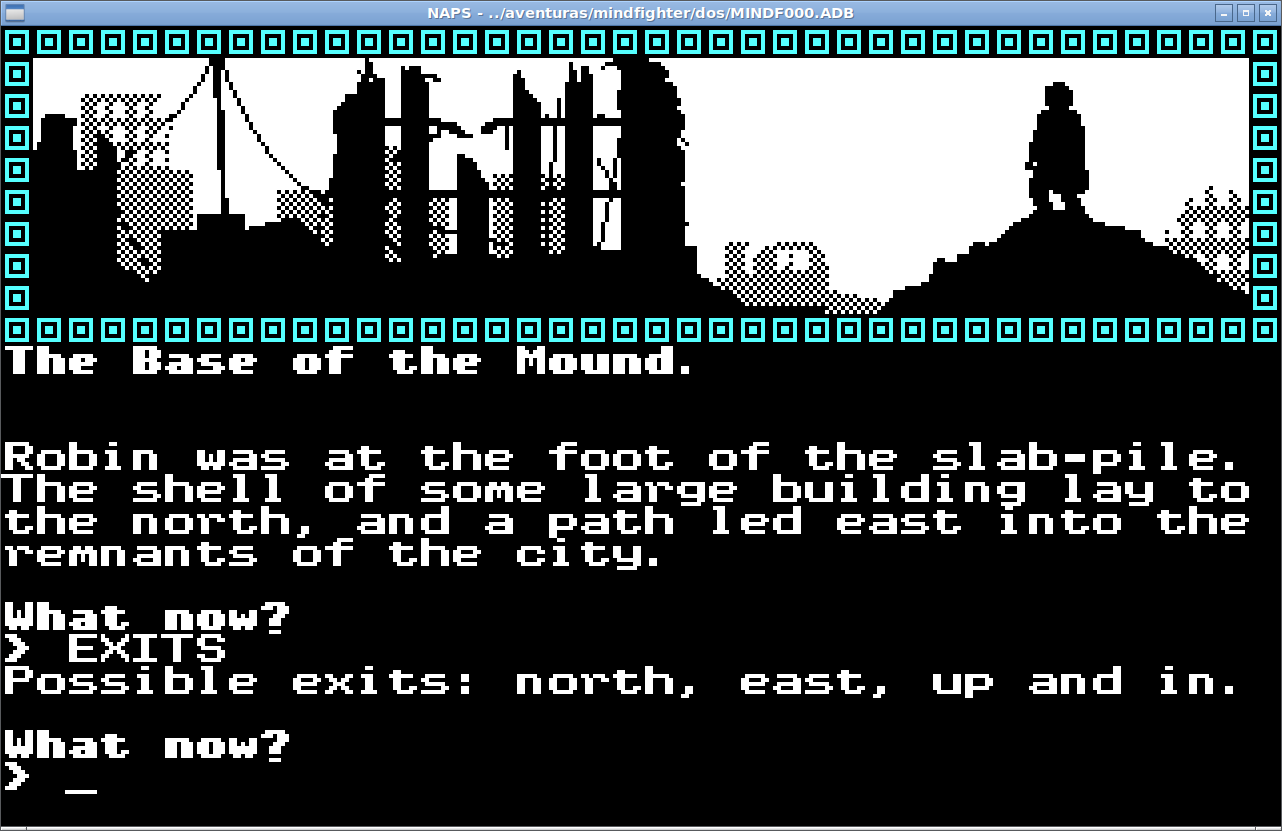 NAPS - ../aventuras/mindfighter/dos/MINDF000.ADB
The Base of the Mound.
Robin was at the foot of the slab-pile.
The shell of some large building lay to
the north, and a path led east into the
remnants of the city.
What now?
> EXITS
Possible exits: north, east, up and in.
What now?
> _